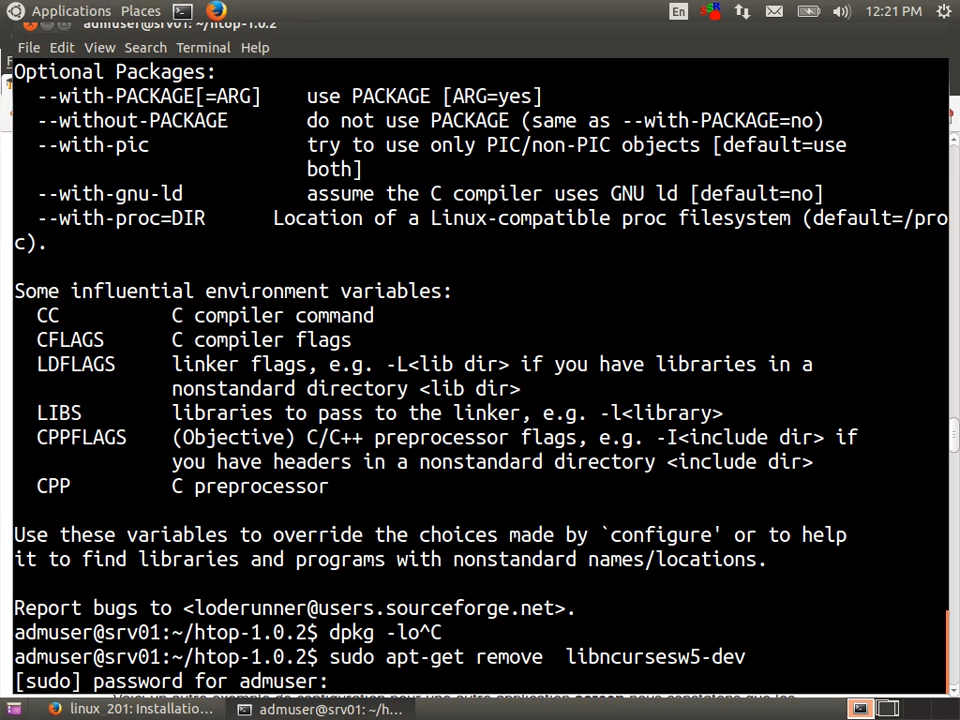 Applications Places En 12:21 PM
admuser@srv01: ~/htop-1.0.2
File Edit View Search Terminal Help
Optional Packages:
  --with-PACKAGE[=ARG]    use PACKAGE [ARG=yes]
  --without-PACKAGE       do not use PACKAGE (same as --with-PACKAGE=no)
  --with-pic              try to use only PIC/non-PIC objects [default=use
                          both]
  --with-gnu-ld           assume the C compiler uses GNU ld [default=no]
  --with-proc=DIR      Location of a Linux-compatible proc filesystem (default=/pro
c).
Some influential environment variables:
  CC          C compiler command
  CFLAGS      C compiler flags
  LDFLAGS     linker flags, e.g. -L<lib dir> if you have libraries in a
              nonstandard directory <lib dir>
  LIBS        libraries to pass to the linker, e.g. -l<library>
  CPPFLAGS    (Objective) C/C++ preprocessor flags, e.g. -I<include dir> if
              you have headers in a nonstandard directory <include dir>
  CPP         C preprocessor
Use these variables to override the choices made by `configure' or to help
it to find libraries and programs with nonstandard names/locations.
Report bugs to <loderunner@users.sourceforge.net>.
admuser@srv01:~/htop-1.0.2$ dpkg -lo^C
admuser@srv01:~/htop-1.0.2$ sudo apt-get remove  libncursesw5-dev
[sudo] password for admuser:
linux_201: Installatio... admuser@srv01: ~/h...